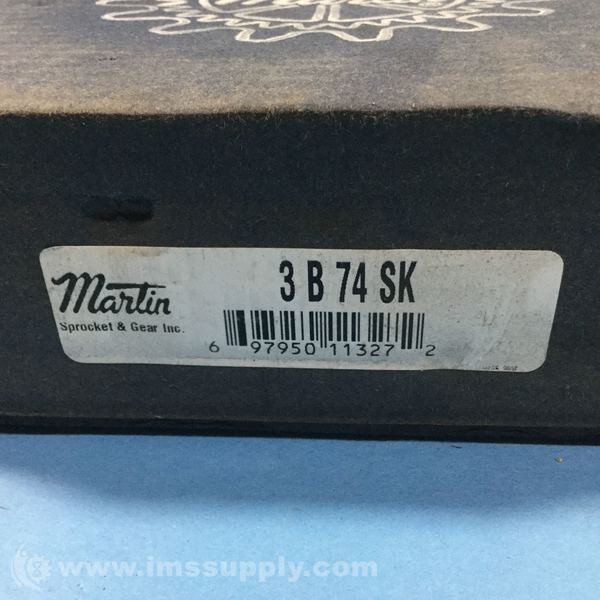 3 B 74 SK
Martin
Sprocket & Gear Inc.
6 97950 11327 2
www.imssupply.com